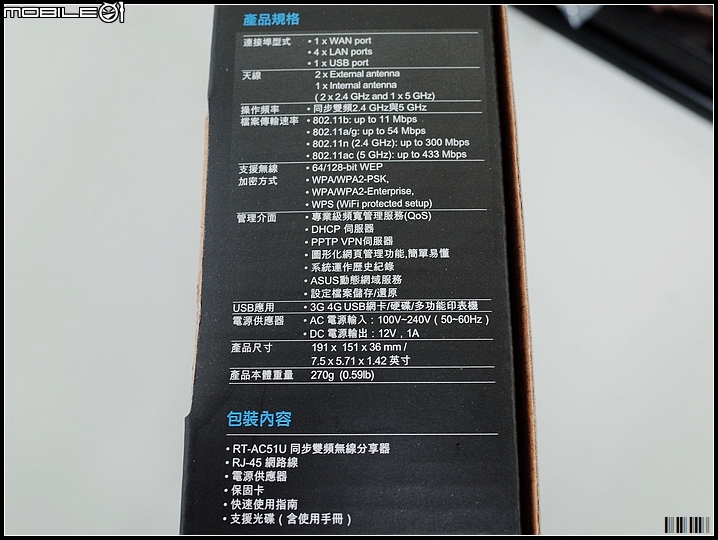 MOBILE01
產品規格
連接埠型式 • 1 x WAN port
• 4 x LAN ports
• 1 x USB port
天線 2 x External antenna
1 x Internal antenna
( 2 x 2.4 GHz and 1 x 5 GHz)
操作頻率 • 同步雙頻2.4 GHz與5 GHz
檔案傳輸速率 • 802.11b: up to 11 Mbps
• 802.11a/g: up to 54 Mbps
• 802.11n (2.4 GHz): up to 300 Mbps
• 802.11ac (5 GHz): up to 433 Mbps
支援無線 • 64/128-bit WEP
加密方式 • WPA/WPA2-PSK,
• WPA/WPA2-Enterprise,
• WPS (WiFi protected setup)
管理介面 • 專業級頻寬管理服務(QoS)
• DHCP 伺服器
• PPTP VPN伺服器
• 圖形化網頁管理功能,簡單易懂
• 系統運作歷史紀錄
• ASUS動態網域服務
• 設定檔案儲存/還原
USB應用 • 3G 4G USB網卡/硬碟/多功能印表機
電源供應器 • AC 電源輸入：100V~240V ( 50~60Hz )
• DC 電源輸出：12V，1A
產品尺寸 191 x 151 x 36 mm /
7.5 x 5.71 x 1.42 英寸
產品本體重量 270g (0.59lb)
包裝內容
• RT-AC51U 同步雙頻無線分享器
• RJ-45 網路線
• 電源供應器
• 保固卡
• 快速使用指南
• 支援光碟 ( 含使用手冊 )